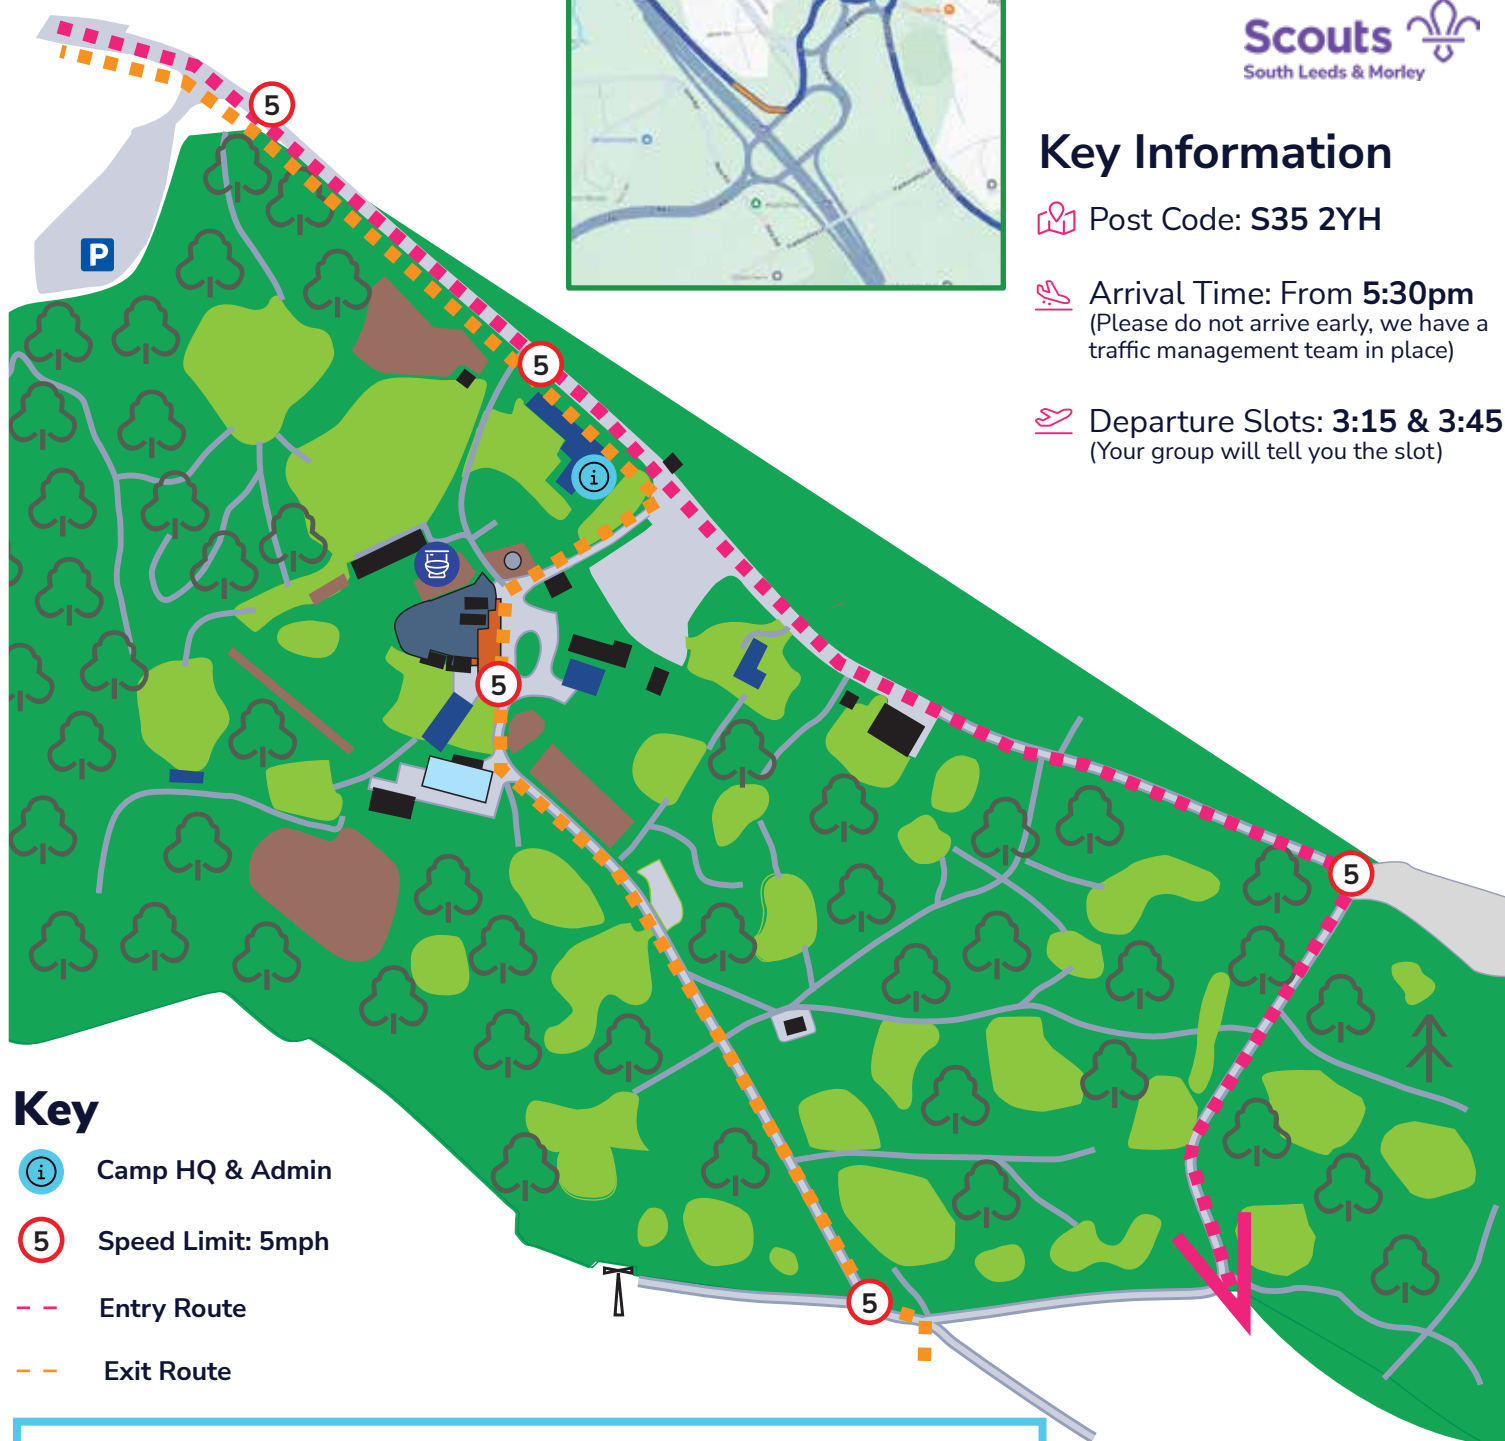 Scouts
South Leeds & Morley
Key Information
Post Code: S35 2YH
Arrival Time: From 5:30pm
(Please do not arrive early, we have a
traffic management team in place)
Departure Slots: 3:15 & 3:45
(Your group will tell you the slot)
5
P
5
i
5
5
5
Key
i Camp HQ & Admin
5 Speed Limit: 5mph
Entry Route
Exit Route